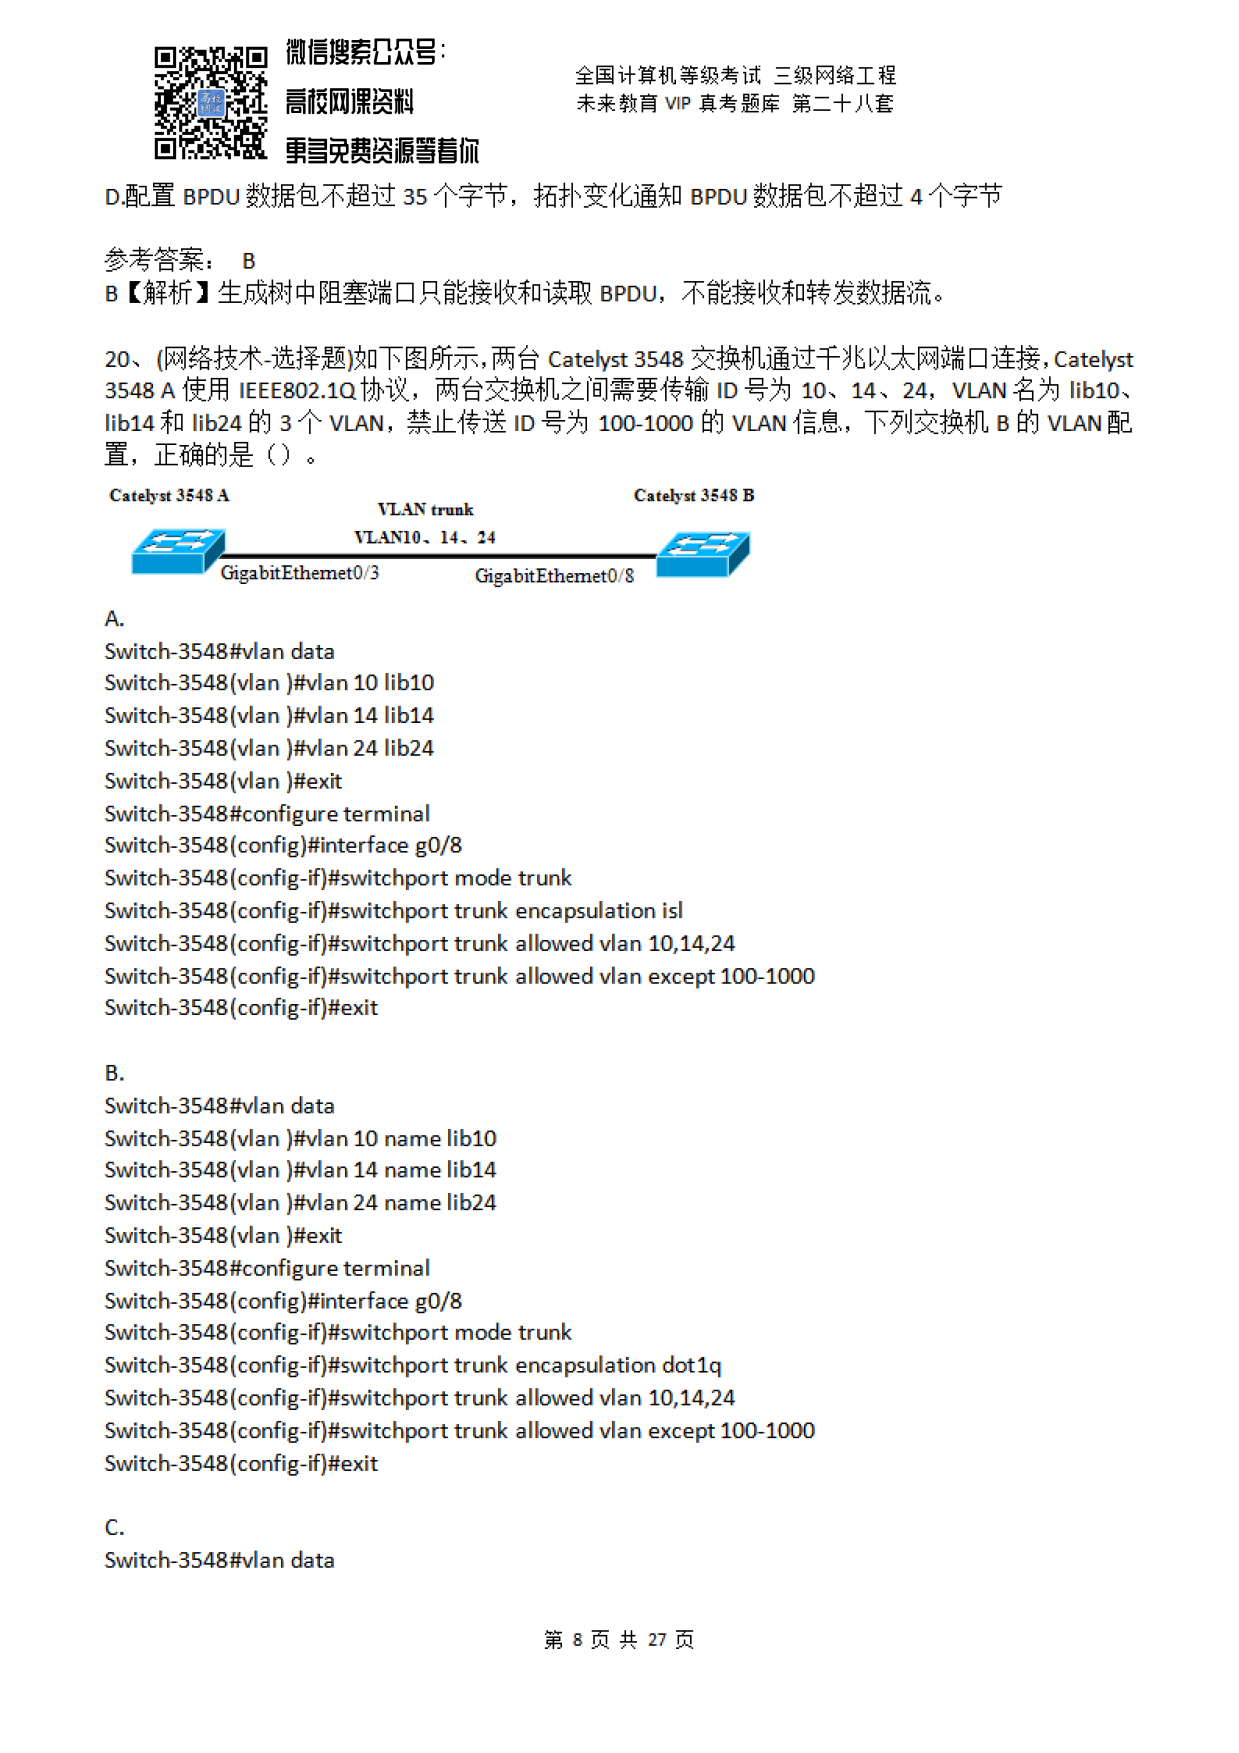 微信搜索公众号：
高校网课资料
更多免费资源等着你
高校
网课
全国计算机等级考试 三级网络工程
未来教育 VIP 真考题库 第二十八套
D.配置 BPDU 数据包不超过 35 个字节，拓扑变化通知 BPDU 数据包不超过 4 个字节
参考答案： B
B【解析】生成树中阻塞端口只能接收和读取 BPDU，不能接收和转发数据流。
20、(网络技术-选择题)如下图所示,两台 Catelyst 3548 交换机通过千兆以太网端口连接,Catelyst
3548 A 使用 IEEE802.1Q 协议，两台交换机之间需要传输 ID 号为 10、14、24，VLAN 名为 lib10、
lib14 和 lib24 的 3 个 VLAN，禁止传送 ID 号为 100-1000 的 VLAN 信息，下列交换机 B 的 VLAN 配
置，正确的是（）。
Catelyst 3548 A
Catelyst 3548 B
VLAN trunk
VLAN10、14、24
GigabitEthemet0/3
GigabitEthemet0/8
A.
Switch-3548#vlan data
Switch-3548(vlan )#vlan 10 lib10
Switch-3548(vlan )#vlan 14 lib14
Switch-3548(vlan )#vlan 24 lib24
Switch-3548(vlan )#exit
Switch-3548#configure terminal
Switch-3548(config)#interface g0/8
Switch-3548(config-if)#switchport mode trunk
Switch-3548(config-if)#switchport trunk encapsulation isl
Switch-3548(config-if)#switchport trunk allowed vlan 10,14,24
Switch-3548(config-if)#switchport trunk allowed vlan except 100-1000
Switch-3548(config-if)#exit
B.
Switch-3548#vlan data
Switch-3548(vlan )#vlan 10 name lib10
Switch-3548(vlan )#vlan 14 name lib14
Switch-3548(vlan )#vlan 24 name lib24
Switch-3548(vlan )#exit
Switch-3548#configure terminal
Switch-3548(config)#interface g0/8
Switch-3548(config-if)#switchport mode trunk
Switch-3548(config-if)#switchport trunk encapsulation dot1q
Switch-3548(config-if)#switchport trunk allowed vlan 10,14,24
Switch-3548(config-if)#switchport trunk allowed vlan except 100-1000
Switch-3548(config-if)#exit
C.
Switch-3548#vlan data
第 8 页 共 27 页